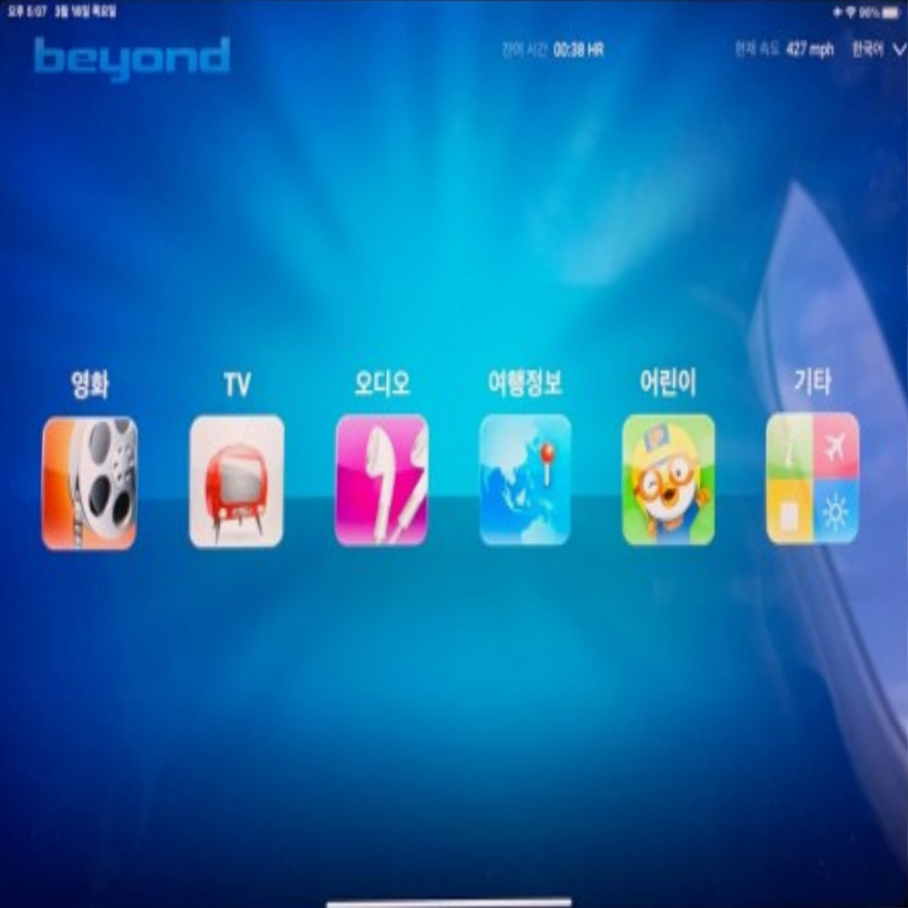 오후 5:07 3월 16일 목요일
96%
beyond
잔여 시간 00:38 HR
현재 속도 427 mph
한국어
영화
TV
오디오
여행정보
어린이
기타